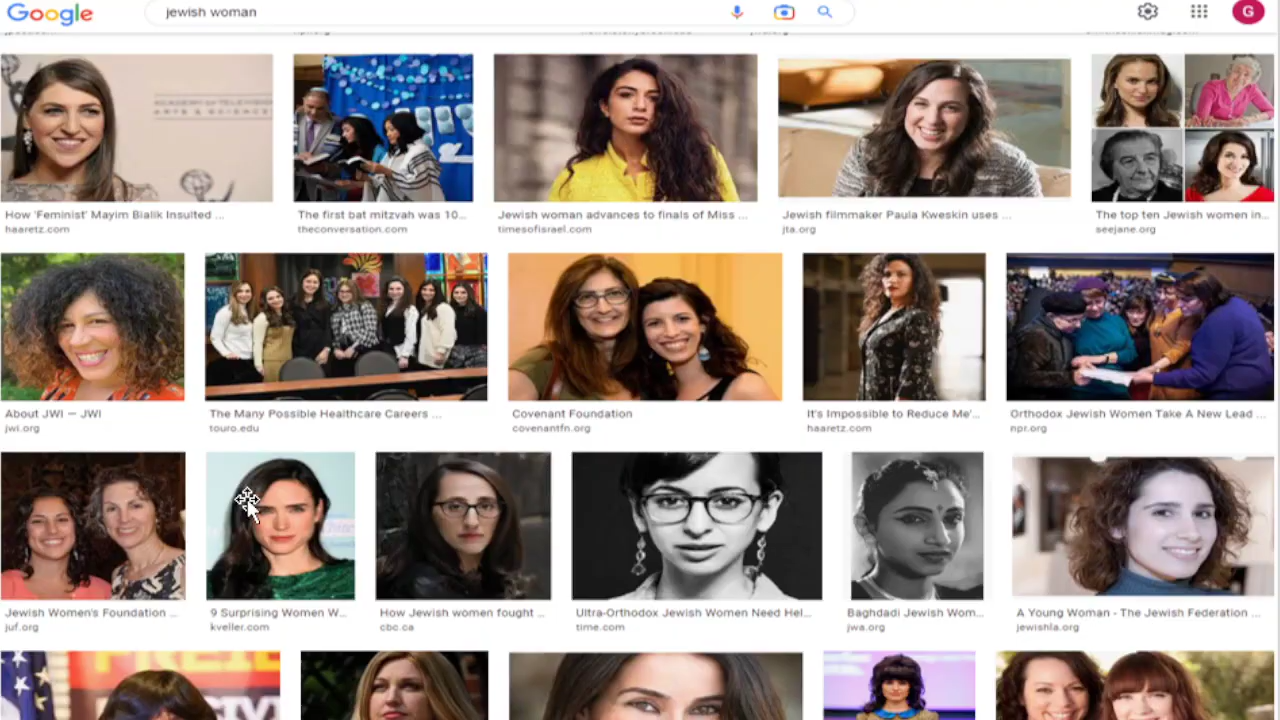 Google
jewish woman
G
How 'Feminist' Mayim Bialik Insulted ...
haaretz.com
The first bat mitzvah was 10...
theconversation.com
Jewish woman advances to finals of Miss ...
timesofisrael.com
Jewish filmmaker Paula Kweskin uses ...
jta.org
The top ten Jewish women in...
seejane.org
About JWI — JWI
jwi.org
The Many Possible Healthcare Careers ...
touro.edu
Covenant Foundation
covenantfn.org
It's Impossible to Reduce Me'...
haaretz.com
Orthodox Jewish Women Take A New Lead ...
npr.org
Jewish Women's Foundation ...
juf.org
9 Surprising Women W...
kveller.com
How Jewish women fought ...
cbc.ca
Ultra-Orthodox Jewish Women Need Hel...
time.com
Baghdadi Jewish Wom...
jwa.org
A Young Woman - The Jewish Federation ...
jewishla.org